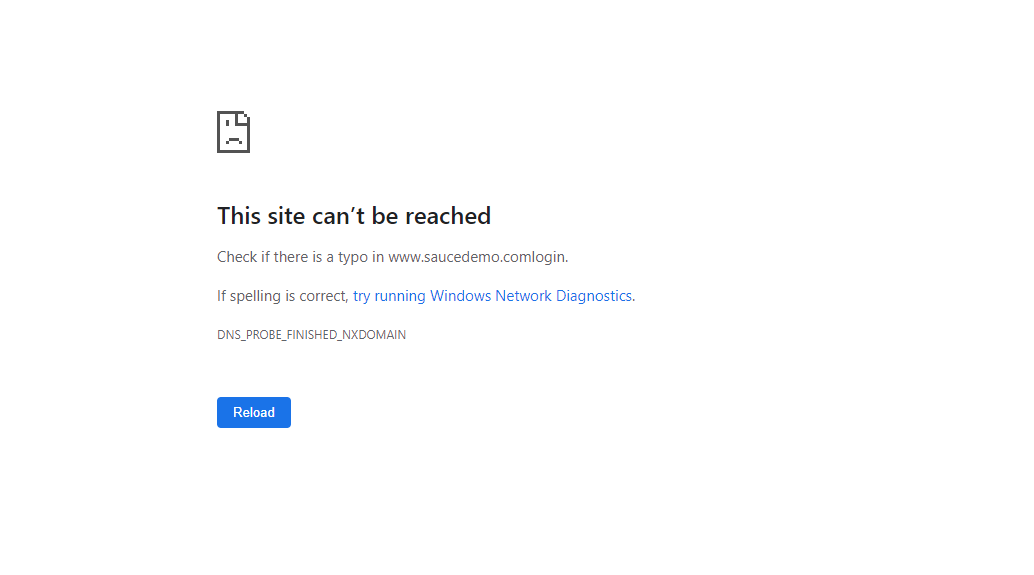 This site can’t be reached
Check if there is a typo in www.saucedemo.comlogin.
If spelling is correct, try running Windows Network Diagnostics.
DNS_PROBE_FINISHED_NXDOMAIN
Reload